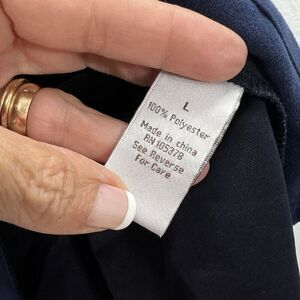 L
100% Polyester
Made in china
RN 105378
See Reverse
For Care